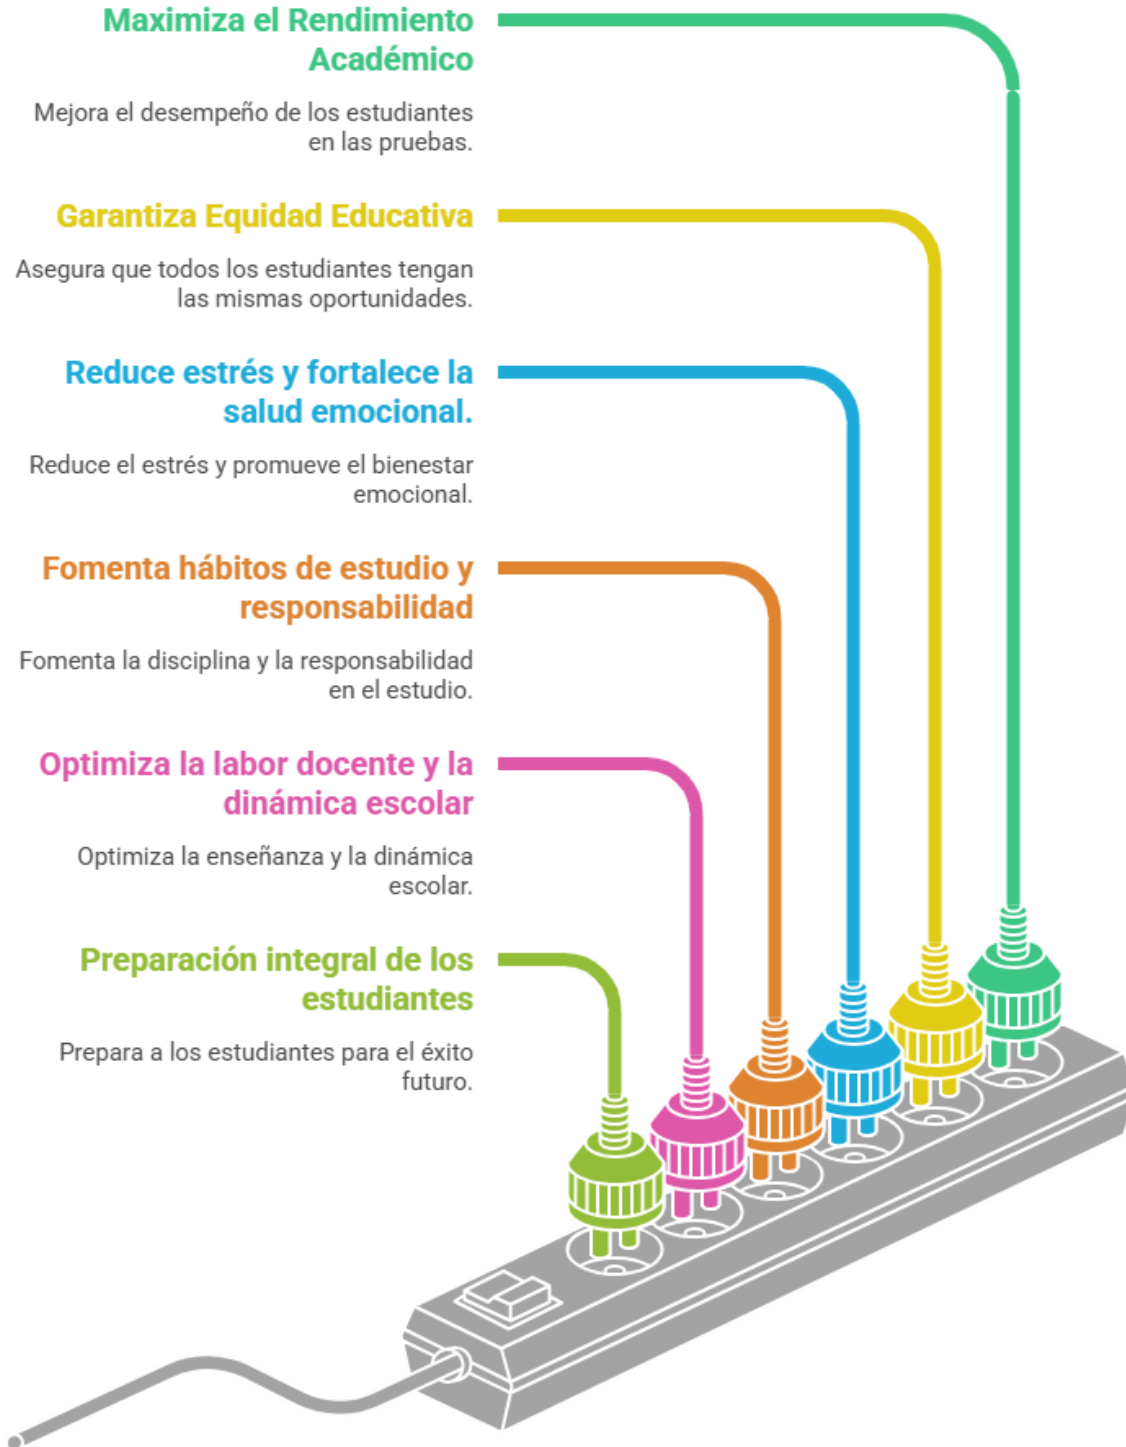 Maximiza el Rendimiento
Académico
Mejora el desempeño de los estudiantes
en las pruebas.
Garantiza Equidad Educativa
Asegura que todos los estudiantes tengan
las mismas oportunidades.
Reduce estrés y fortalece la
salud emocional.
Reduce el estrés y promueve el bienestar
emocional.
Fomenta hábitos de estudio y
responsabilidad
Fomenta la disciplina y la responsabilidad
en el estudio.
Optimiza la labor docente y la
dinámica escolar
Optimiza la enseñanza y la dinámica
escolar.
Preparación integral de los
estudiantes
Prepara a los estudiantes para el éxito
futuro.